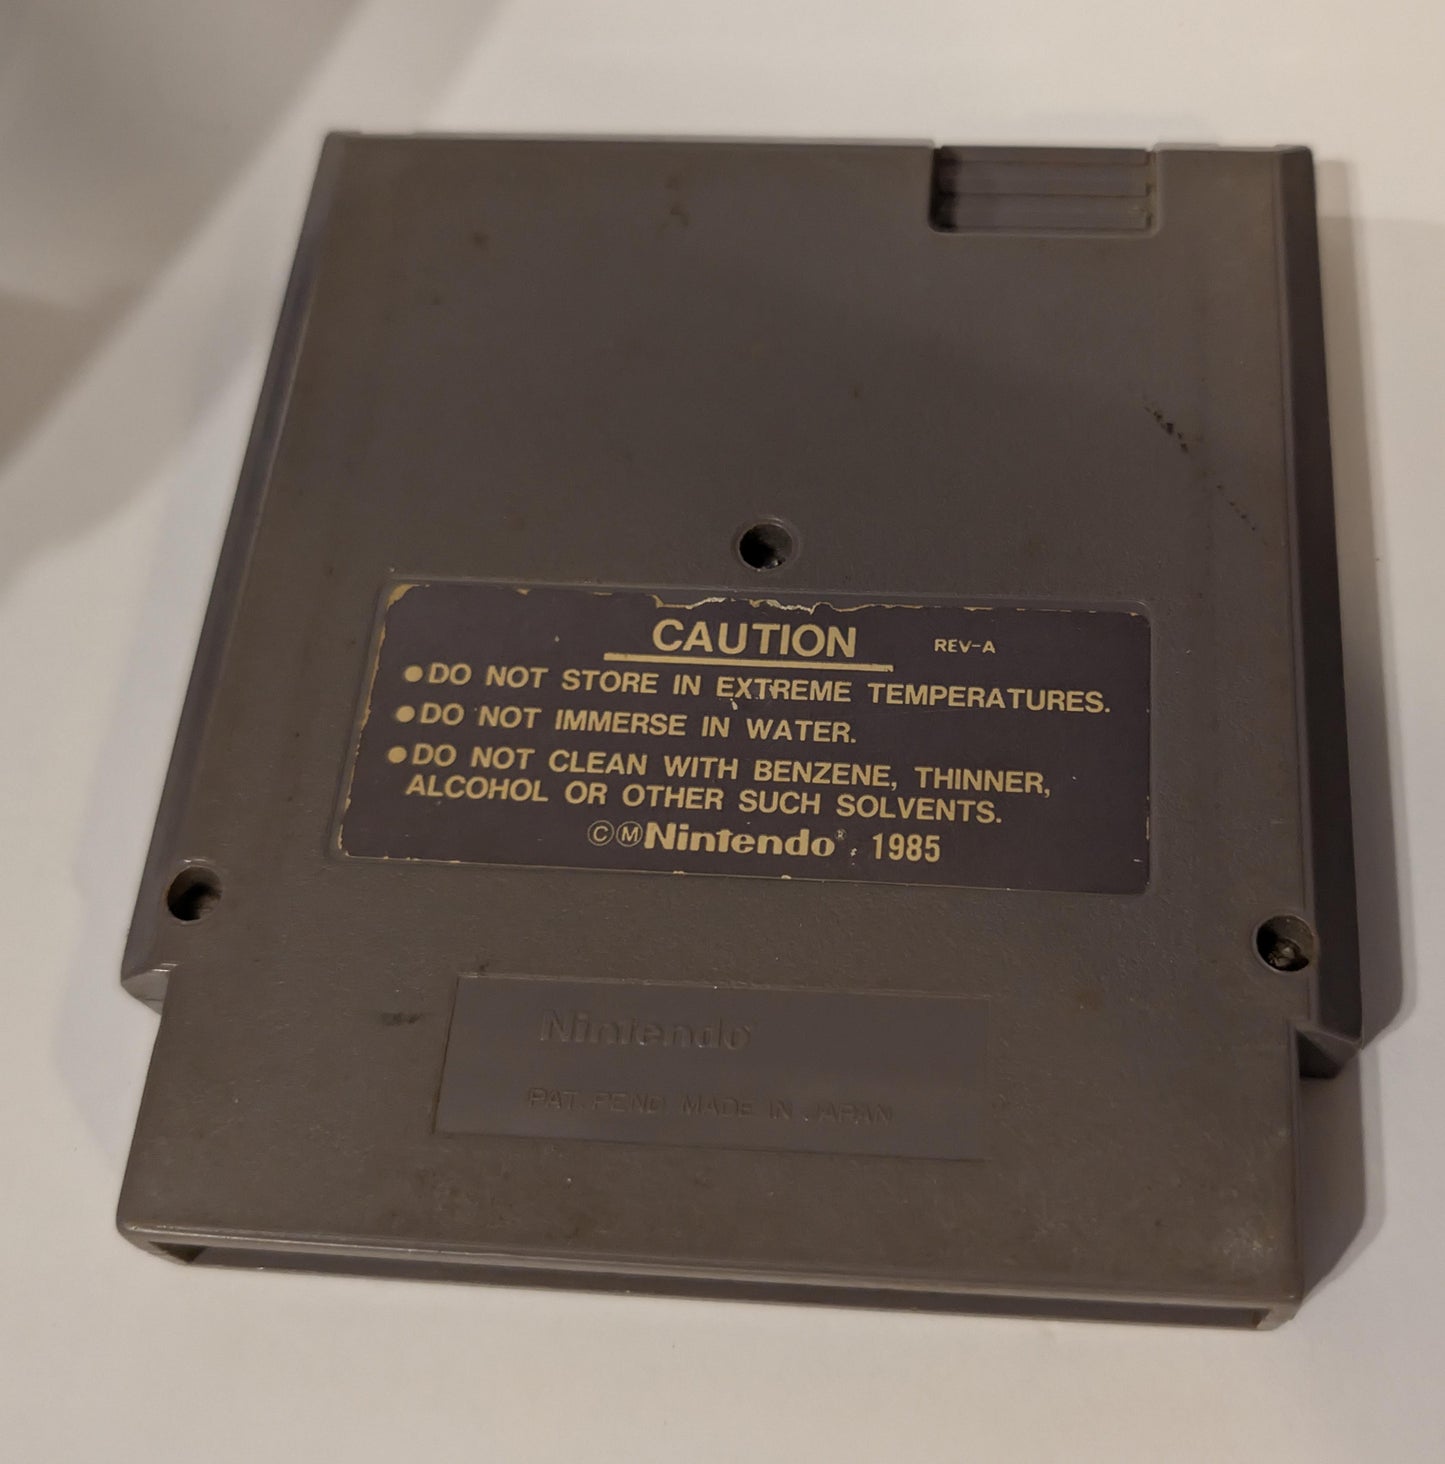 CAUTION REV-A
●DO NOT STORE IN EXTREME TEMPERATURES.
●DO NOT IMMERSE IN WATER.
●DO NOT CLEAN WITH BENZENE, THINNER,
ALCOHOL OR OTHER SUCH SOLVENTS.
©ⓂNintendo® 1985
Nintendo
PAT. PEND MADE IN JAPAN